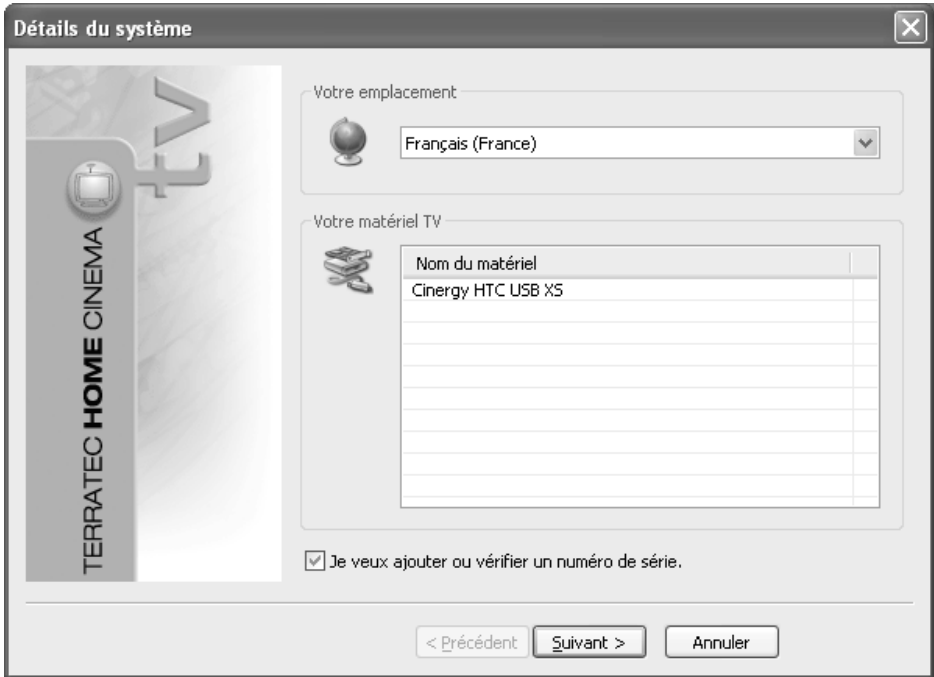 Détails du système
tv
TERRATEC HOME CINEMA
Votre emplacement
Français (France)
Votre matériel TV
Nom du matériel
Cinergy HTC USB XS
Je veux ajouter ou vérifier un numéro de série.
< Précédent
Suivant >
Annuler